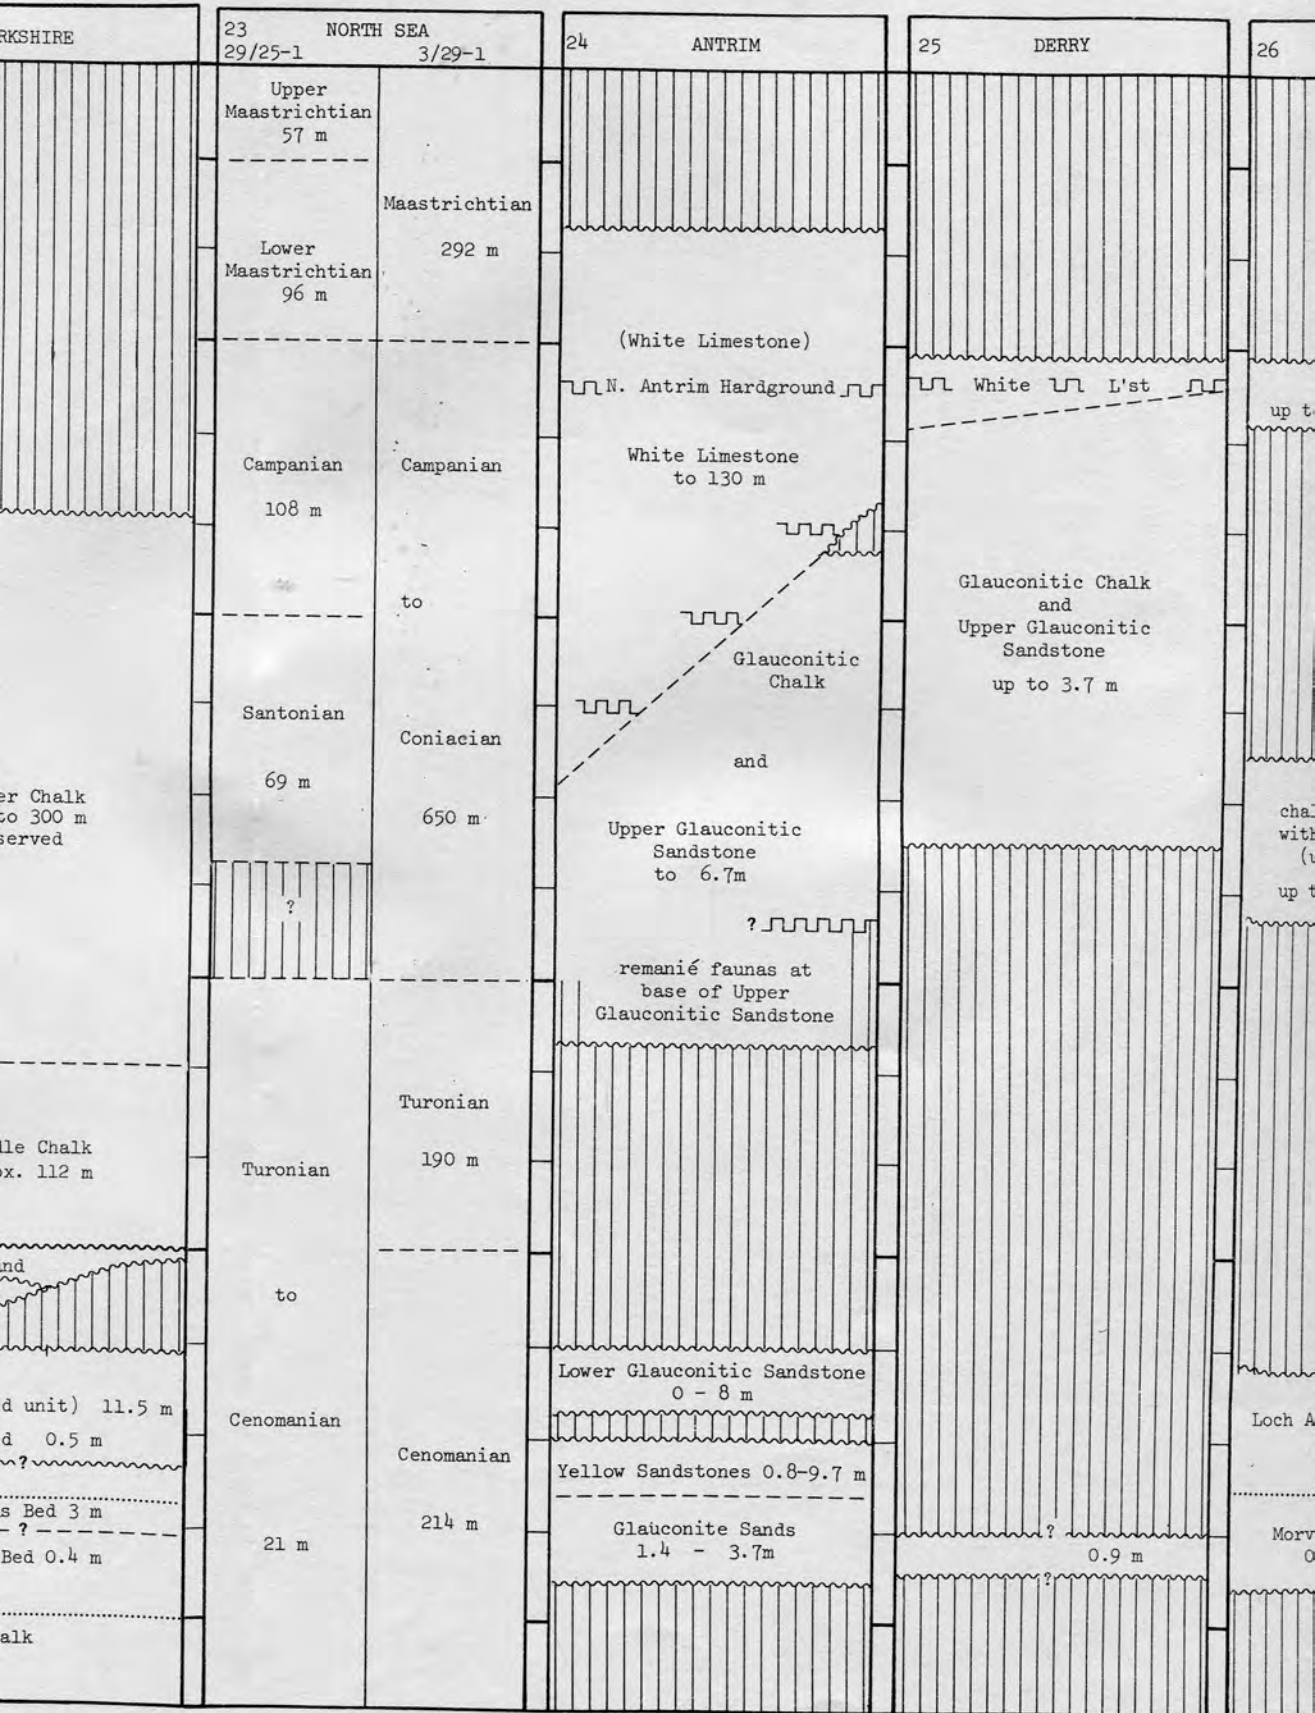 RKSHIRE
er Chalk
to 300 m
served
lle Chalk
ox. 112 m
and
d unit) 11.5 m
d 0.5 m
?
s Bed 3 m
?
Bed 0.4 m
alk
23 NORTH SEA
29/25-1 3/29-1
Upper
Maastrichtian
57 m
Lower
Maastrichtian
96 m
Campanian
108 m
Santonian
69 m
?
Turonian
to
Cenomanian
21 m
Maastrichtian
292 m
Campanian
to
Coniacian
650 m
Turonian
190 m
Cenomanian
214 m
24 ANTRIM
(White Limestone)
N. Antrim Hardground
White Limestone
to 130 m
Glauconitic
Chalk
and
Upper Glauconitic
Sandstone
to 6.7m
?
remanié faunas at
base of Upper
Glauconitic Sandstone
Lower Glauconitic Sandstone
0 - 8 m
Yellow Sandstones 0.8-9.7 m
Glauconite Sands
1.4 - 3.7m
25 DERRY
White L'st
Glauconitic Chalk
and
Upper Glauconitic
Sandstone
up to 3.7 m
?
0.9 m
?
26
up t
chal
with
(u
up t
Loch A
Morv